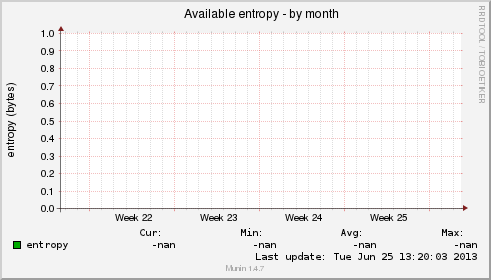 Available entropy - by month
RRDTOOL / TOBI OETIKER
entropy (bytes)
1.0
0.9
0.8
0.7
0.6
0.5
0.4
0.3
0.2
0.1
0.0
Week 22 Week 23 Week 24 Week 25
Cur: Min: Avg: Max:
entropy -nan -nan -nan -nan
Last update: Tue Jun 25 13:20:03 2013
Munin 1.4.7